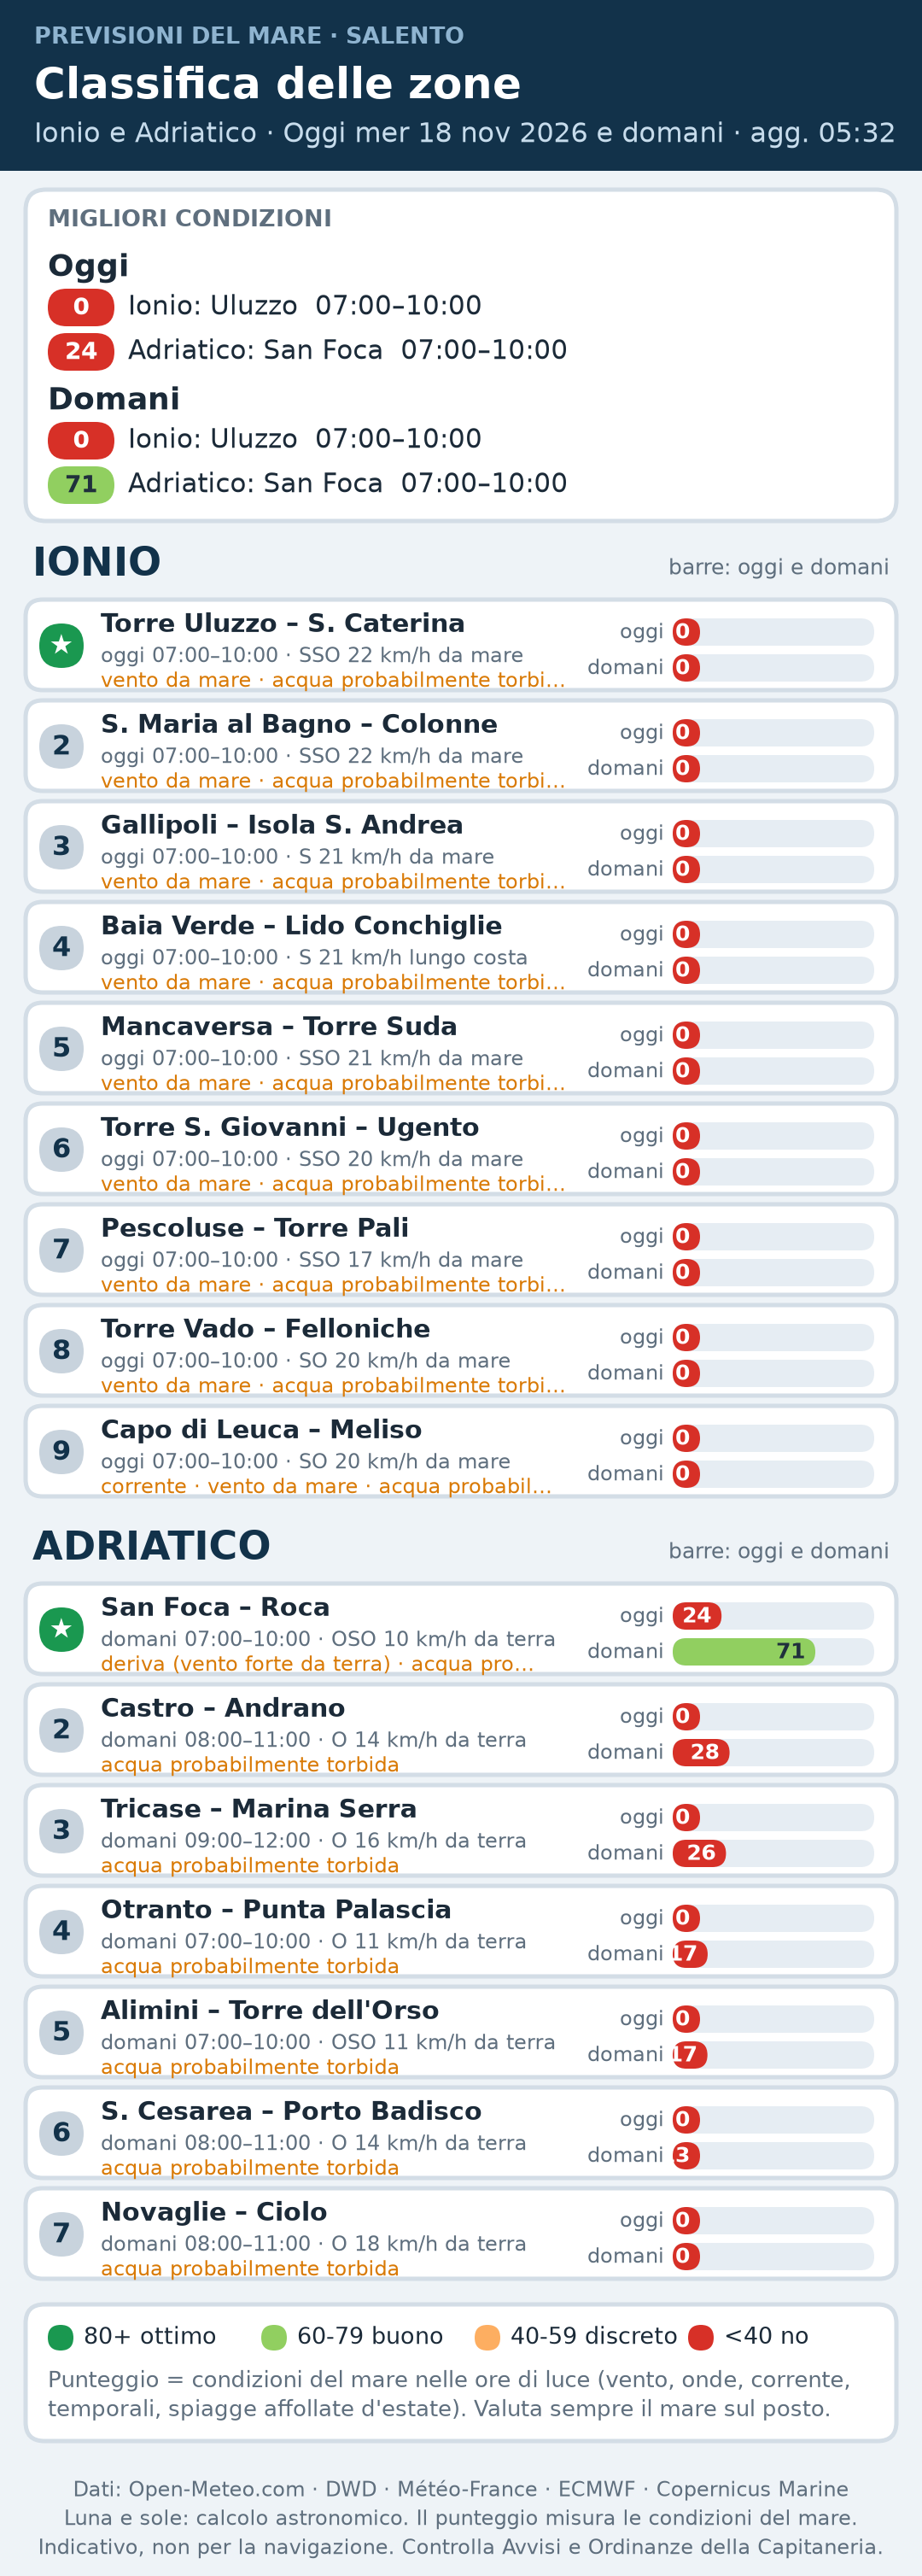 PREVISIONI DEL MARE · SALENTO
Classifica delle zone
Ionio e Adriatico · Oggi mer 18 nov 2026 e domani · agg. 05:32
MIGLIORI CONDIZIONI
Oggi
0 Ionio: Uluzzo 07:00–10:00
24 Adriatico: San Foca 07:00–10:00
Domani
0 Ionio: Uluzzo 07:00–10:00
71 Adriatico: San Foca 07:00–10:00
IONIO
barre: oggi e domani
★ Torre Uluzzo – S. Caterina
oggi 07:00–10:00 · SSO 22 km/h da mare
vento da mare · acqua probabilmente torbi…
oggi 0
domani 0
2 S. Maria al Bagno – Colonne
oggi 07:00–10:00 · SSO 22 km/h da mare
vento da mare · acqua probabilmente torbi…
oggi 0
domani 0
3 Gallipoli – Isola S. Andrea
oggi 07:00–10:00 · S 21 km/h da mare
vento da mare · acqua probabilmente torbi…
oggi 0
domani 0
4 Baia Verde – Lido Conchiglie
oggi 07:00–10:00 · S 21 km/h lungo costa
vento da mare · acqua probabilmente torbi…
oggi 0
domani 0
5 Mancaversa – Torre Suda
oggi 07:00–10:00 · SSO 21 km/h da mare
vento da mare · acqua probabilmente torbi…
oggi 0
domani 0
6 Torre S. Giovanni – Ugento
oggi 07:00–10:00 · SSO 20 km/h da mare
vento da mare · acqua probabilmente torbi…
oggi 0
domani 0
7 Pescoluse – Torre Pali
oggi 07:00–10:00 · SSO 17 km/h da mare
vento da mare · acqua probabilmente torbi…
oggi 0
domani 0
8 Torre Vado – Felloniche
oggi 07:00–10:00 · SO 20 km/h da mare
vento da mare · acqua probabilmente torbi…
oggi 0
domani 0
9 Capo di Leuca – Meliso
oggi 07:00–10:00 · SO 20 km/h da mare
corrente · vento da mare · acqua probabil…
oggi 0
domani 0
ADRIATICO
barre: oggi e domani
★ San Foca – Roca
domani 07:00–10:00 · OSO 10 km/h da terra
deriva (vento forte da terra) · acqua pro…
oggi 24
domani 71
2 Castro – Andrano
domani 08:00–11:00 · O 14 km/h da terra
acqua probabilmente torbida
oggi 0
domani 28
3 Tricase – Marina Serra
domani 09:00–12:00 · O 16 km/h da terra
acqua probabilmente torbida
oggi 0
domani 26
4 Otranto – Punta Palascia
domani 07:00–10:00 · O 11 km/h da terra
acqua probabilmente torbida
oggi 0
domani 17
5 Alimini – Torre dell'Orso
domani 07:00–10:00 · OSO 11 km/h da terra
acqua probabilmente torbida
oggi 0
domani 17
6 S. Cesarea – Porto Badisco
domani 08:00–11:00 · O 14 km/h da terra
acqua probabilmente torbida
oggi 0
domani
7 Novaglie – Ciolo
domani 08:00–11:00 · O 18 km/h da terra
acqua probabilmente torbida
oggi 0
domani 0
80+ ottimo 60-79 buono 40-59 discreto <40 no
Punteggio = condizioni del mare nelle ore di luce (vento, onde, corrente,
temporali, spiagge affollate d'estate). Valuta sempre il mare sul posto.
Dati: Open-Meteo.com · DWD · Météo-France · ECMWF · Copernicus Marine
Luna e sole: calcolo astronomico. Il punteggio misura le condizioni del mare.
Indicativo, non per la navigazione. Controlla Avvisi e Ordinanze della Capitaneria.